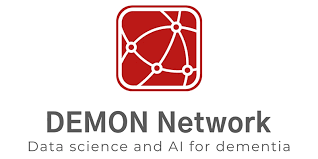 DEMON Network
Data science and AI for dementia